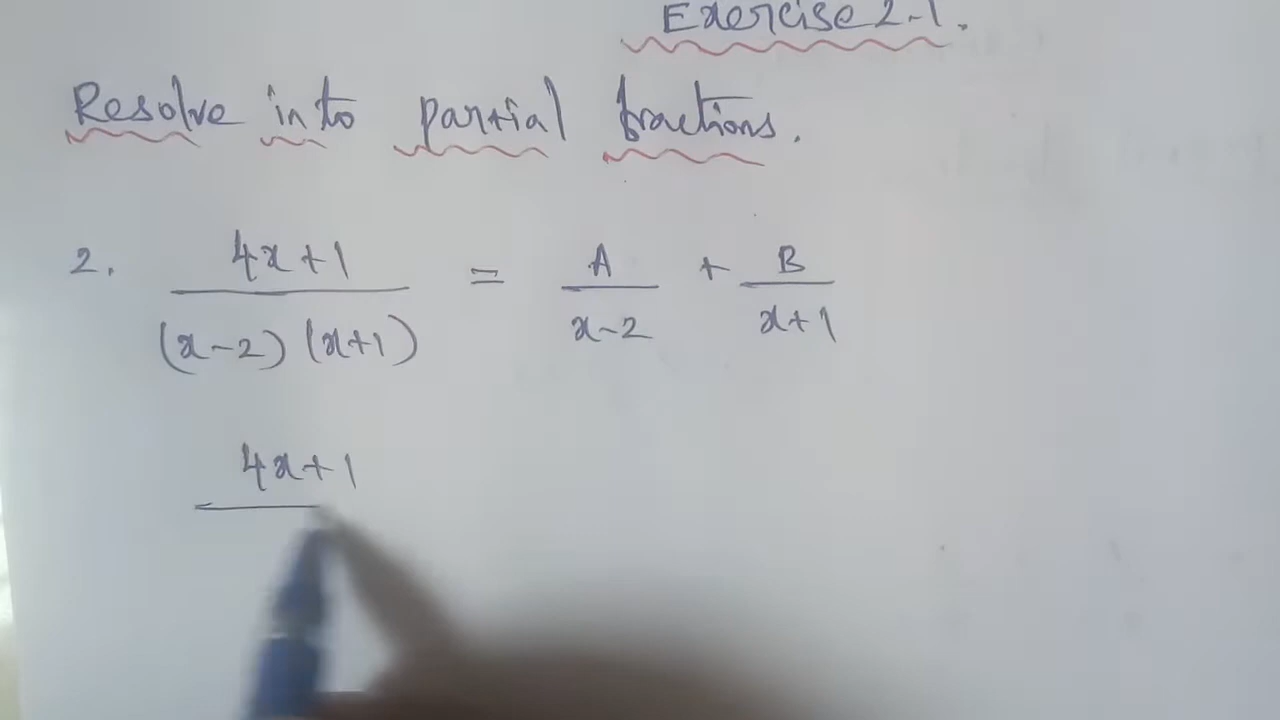 Exercise 2.1.
Resolve into partial fractions.
2. 4x+1 / (x-2) (x+1) = A / x-2 + B / x+1
4x+1